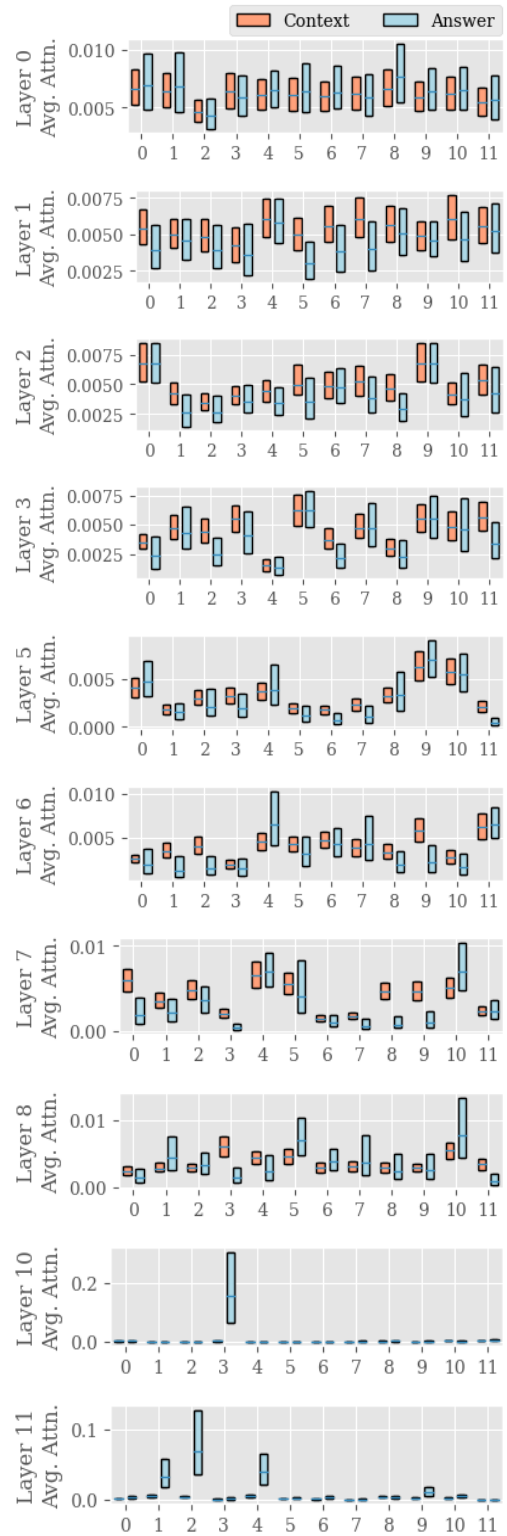 Context Answer
Layer 0
Avg. Attn.
0.010
0.005
0 1 2 3 4 5 6 7 8 9 10 11
Layer 1
Avg. Attn.
0.0075
0.0050
0.0025
0 1 2 3 4 5 6 7 8 9 10 11
Layer 2
Avg. Attn.
0.0075
0.0050
0.0025
0 1 2 3 4 5 6 7 8 9 10 11
Layer 3
Avg. Attn.
0.0075
0.0050
0.0025
0 1 2 3 4 5 6 7 8 9 10 11
Layer 5
Avg. Attn.
0.005
0.000
0 1 2 3 4 5 6 7 8 9 10 11
Layer 6
Avg. Attn.
0.010
0.005
0 1 2 3 4 5 6 7 8 9 10 11
Layer 7
Avg. Attn.
0.01
0.00
0 1 2 3 4 5 6 7 8 9 10 11
Layer 8
Avg. Attn.
0.01
0.00
0 1 2 3 4 5 6 7 8 9 10 11
Layer 10
Avg. Attn.
0.2
0.0
0 1 2 3 4 5 6 7 8 9 10 11
Layer 11
Avg. Attn.
0.1
0.0
0 1 2 3 4 5 6 7 8 9 10 11